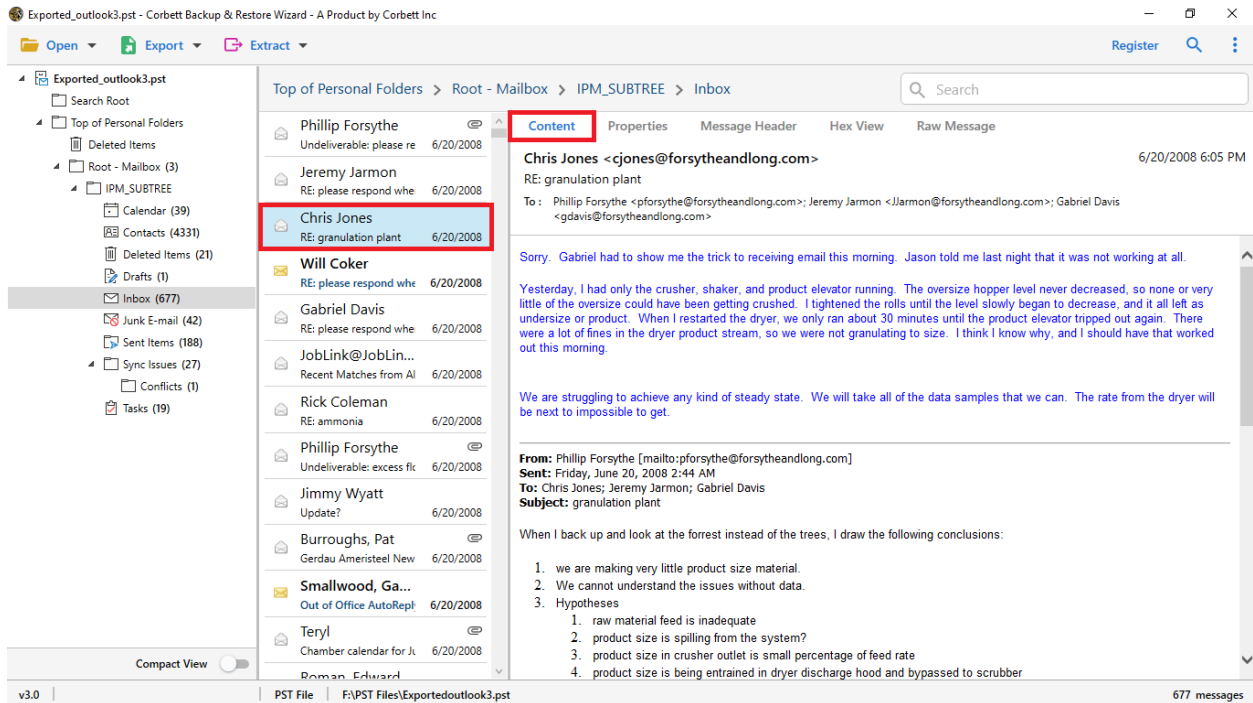 Exported_outlook3.pst - Corbett Backup & Restore Wizard - A Product by Corbett Inc
Open
Export
Extract
Register
Exported_outlook3.pst
Search Root
Top of Personal Folders
Deleted Items
Root - Mailbox (3)
IPM_SUBTREE
Calendar (39)
Contacts (4331)
Deleted Items (21)
Drafts (1)
Inbox (677)
Junk E-mail (42)
Sent Items (188)
Sync Issues (27)
Conflicts (1)
Tasks (19)
Compact View
Top of Personal Folders > Root - Mailbox > IPM_SUBTREE > Inbox
Search
Phillip Forsythe
Undeliverable: please re 6/20/2008
Jeremy Jarmon
RE: please respond whe 6/20/2008
Chris Jones
RE: granulation plant 6/20/2008
Will Coker
RE: please respond whe 6/20/2008
Gabriel Davis
RE: please respond whe 6/20/2008
JobLink@JobLin...
Recent Matches from Al 6/20/2008
Rick Coleman
RE: ammonia 6/20/2008
Phillip Forsythe
Undeliverable: excess flc 6/20/2008
Jimmy Wyatt
Update? 6/20/2008
Burroughs, Pat
Gerdau Ameristeel New 6/20/2008
Smallwood, Ga...
Out of Office AutoRepl 6/20/2008
Teryl
Chamber calendar for Ju 6/20/2008
Roman, Edward
Content Properties Message Header Hex View Raw Message
Chris Jones <cjones@forsytheandlong.com> 6/20/2008 6:05 PM
RE: granulation plant
To : Phillip Forsythe <pforsythe@forsytheandlong.com>; Jeremy Jarmon <JJarmon@forsytheandlong.com>; Gabriel Davis
<gdavis@forsytheandlong.com>
Sorry. Gabriel had to show me the trick to receiving email this morning. Jason told me last night that it was not working at all.
Yesterday, I had only the crusher, shaker, and product elevator running. The oversize hopper level never decreased, so none or very
little of the oversize could have been getting crushed. I tightened the rolls until the level slowly began to decrease, and it all left as
undersize or product. When I restarted the dryer, we only ran about 30 minutes until the product elevator tripped out again. There
were a lot of fines in the dryer product stream, so we were not granulating to size. I think I know why, and I should have that worked
out this morning.
We are struggling to achieve any kind of steady state. We will take all of the data samples that we can. The rate from the dryer will
be next to impossible to get.
From: Phillip Forsythe [mailto:pforsythe@forsytheandlong.com]
Sent: Friday, June 20, 2008 2:44 AM
To: Chris Jones; Jeremy Jarmon; Gabriel Davis
Subject: granulation plant
When I back up and look at the forrest instead of the trees, I draw the following conclusions:
1. we are making very little product size material.
2. We cannot understand the issues without data.
3. Hypotheses
1. raw material feed is inadequate
2. product size is spilling from the system?
3. product size in crusher outlet is small percentage of feed rate
4. product size is being entrained in dryer discharge hood and bypassed to scrubber
v3.0
PST File
F:\PST Files\Exportedoutlook3.pst
677 messages